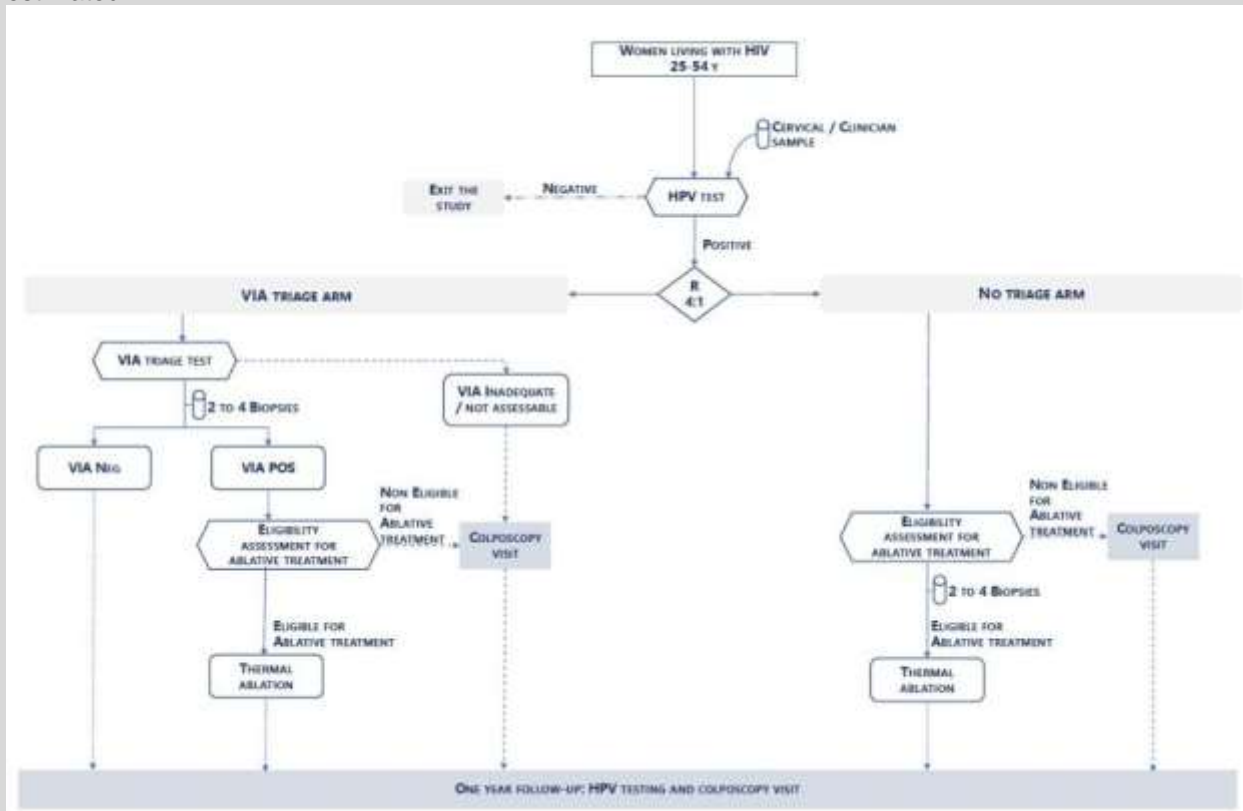 WOMEN LIVING WITH HIV
25-54 Y
CERVICAL / CLINICIAN
SAMPLE
EXIT THE
STUDY
NEGATIVE
HPV TEST
POSITIVE
VIA TRIAGE ARM
R
4:1
NO TRIAGE ARM
VIA TRIAGE TEST
VIA INADEQUATE
/ NOT ASSESSABLE
2 TO 4 BIOPSIES
VIA NEG
VIA POS
NON ELIGIBLE
FOR
ABLATIVE
TREATMENT
ELIGIBILITY
ASSESSMENT FOR
ABLATIVE TREATMENT
COLPOSCOPY
VISIT
NON ELIGIBLE
FOR
ABLATIVE
TREATMENT
ELIGIBILITY
ASSESSMENT FOR
ABLATIVE TREATMENT
COLPOSCOPY
VISIT
2 TO 4 BIOPSIES
ELIGIBLE FOR
ABLATIVE TREATMENT
ELIGIBLE FOR
ABLATIVE TREATMENT
THERMAL
ABLATION
THERMAL
ABLATION
ONE YEAR FOLLOW-UP: HPV TESTING AND COLPOSCOPY VISIT